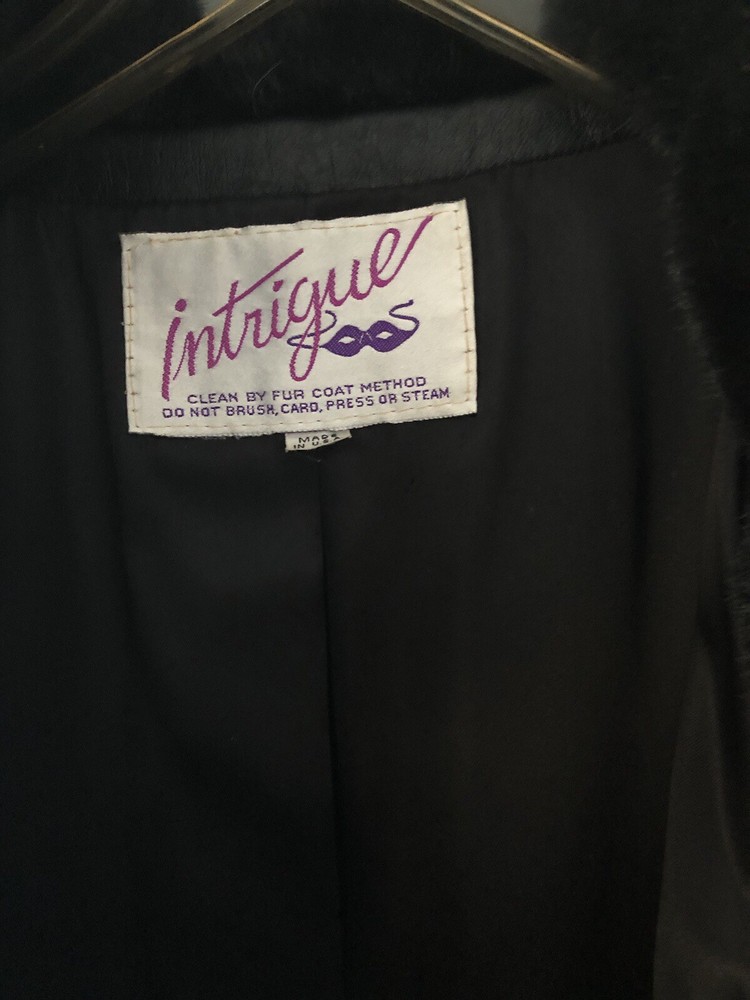 intrigue
CLEAN BY FUR COAT METHOD
DO NOT BRUSH, CARD, PRESS OR STEAM
MADE
IN U S A